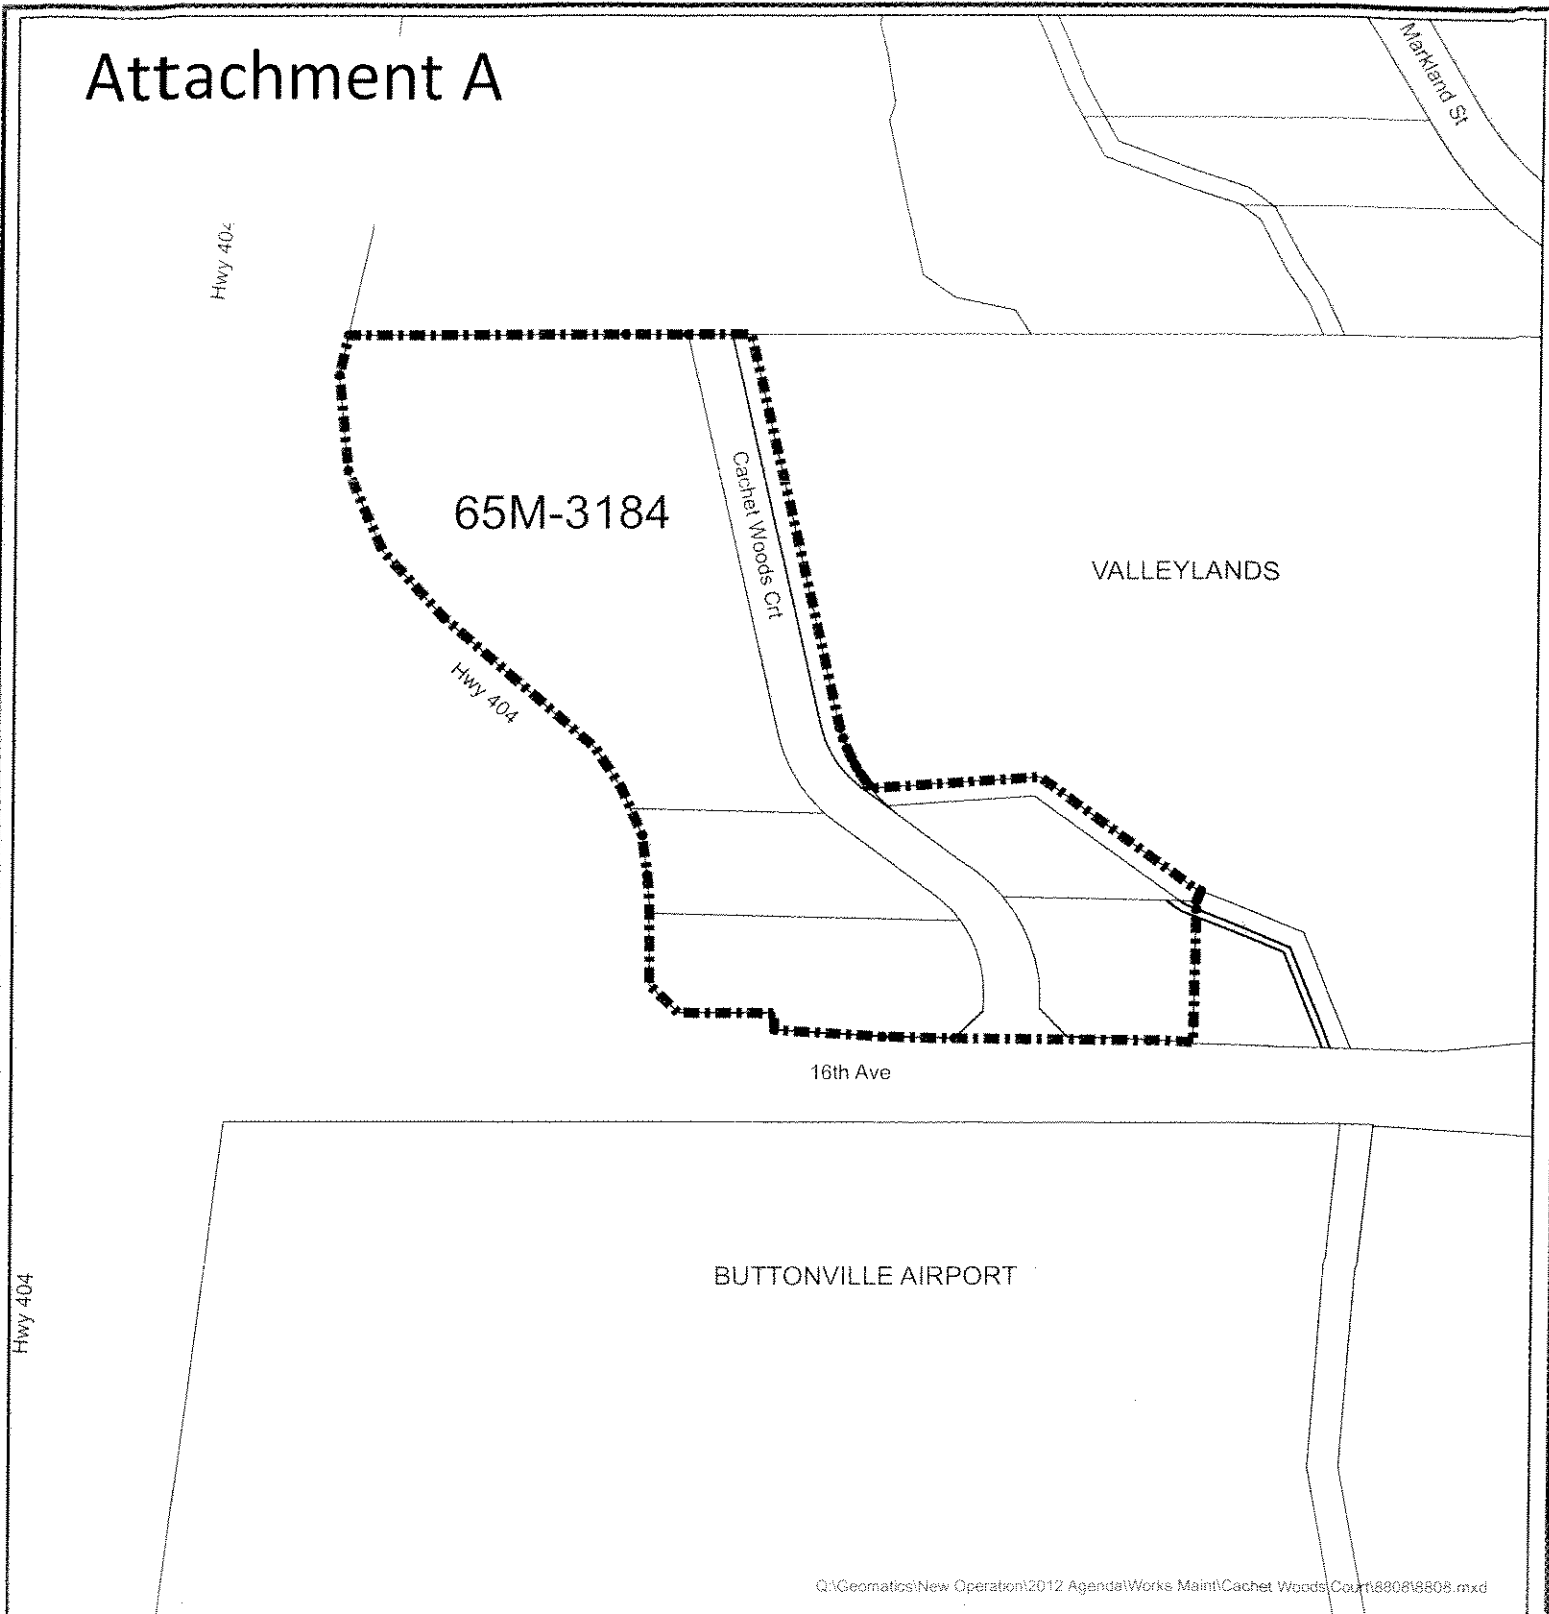 Attachment A
Markland St
Hwy 404
65M-3184
Cachet Woods Crt
VALLEYLANDS
Hwy 404
16th Ave
BUTTONVILLE AIRPORT
Hwy 404
Q:\Geomatics\New Operation\2012 Agenda\Works Maint\Cachet Woods Court\8808\8808.mxd